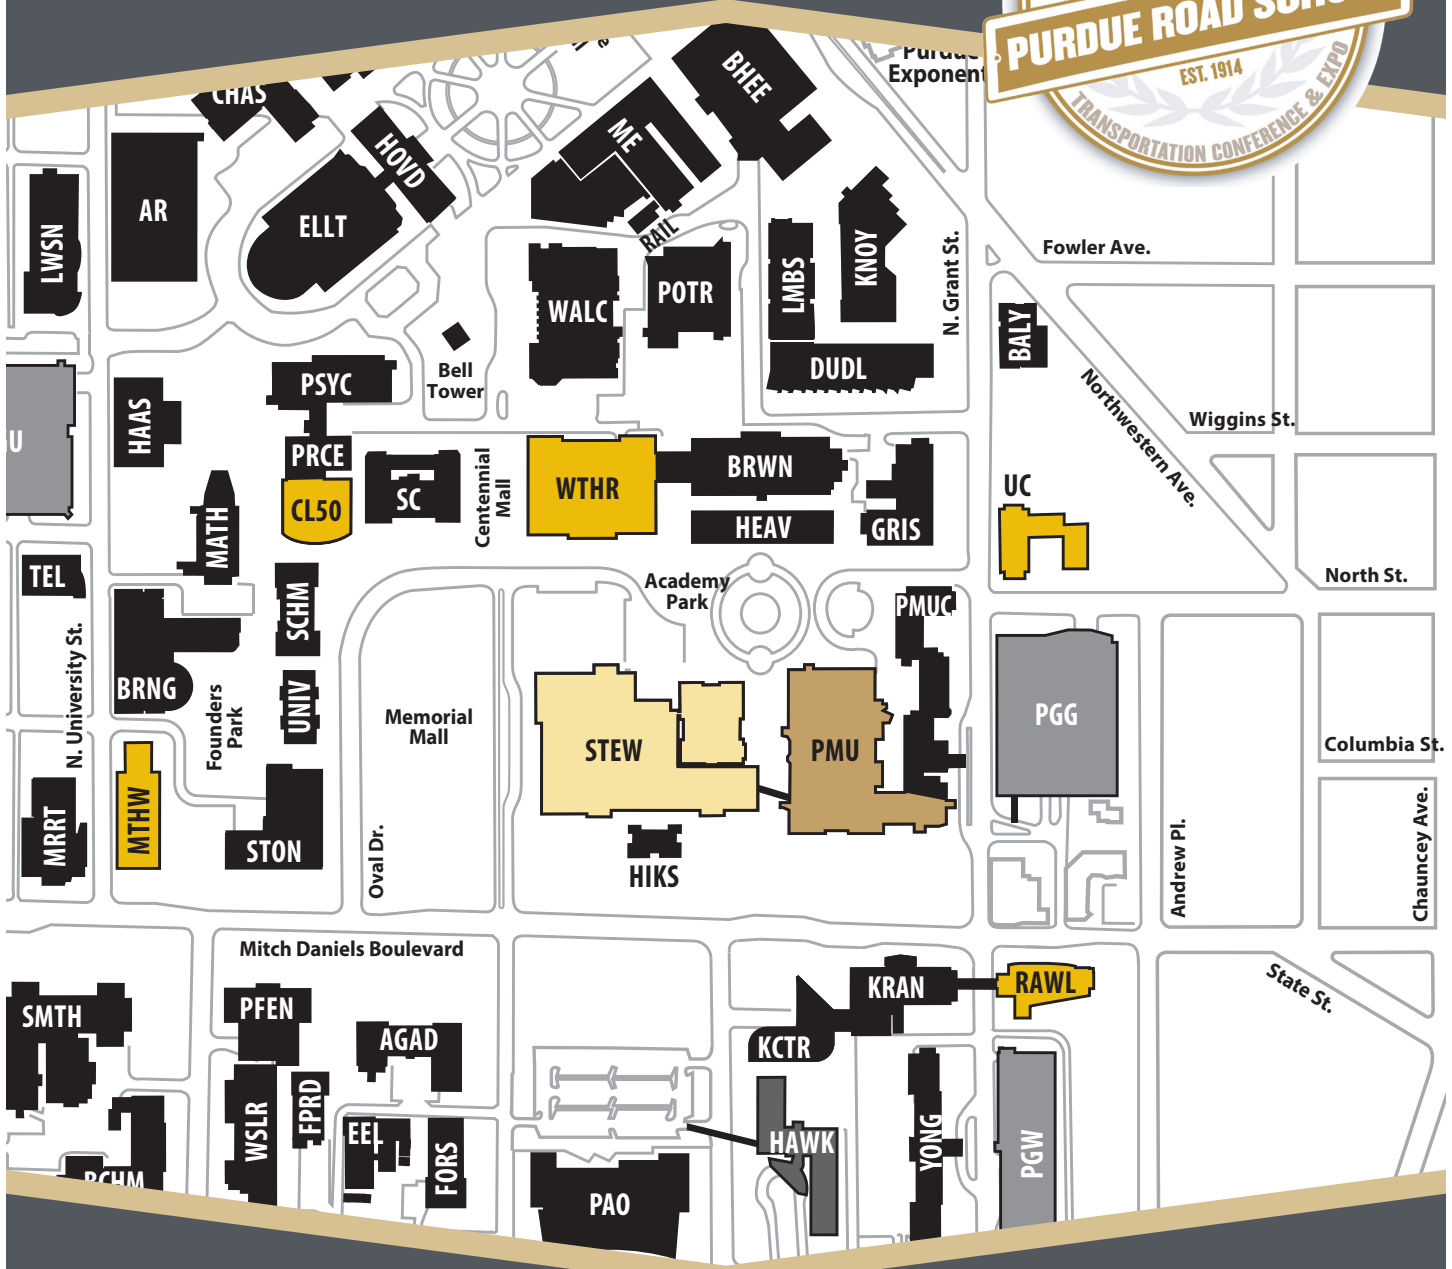 PURDUE ROAD
EST. 1914
TRANSPORTATION CONFERENCE & EXPO
Purdue
Exponent
CHAS
HOVD
BHEE
ME
AR
ELLT
LWSN
RAIL
WALC
POTR
LMBS
KNOY
N. Grant St.
Fowler Ave.
BALY
DUDL
Bell
Tower
PSYC
HAAS
Northwestern Ave.
Wiggins St.
PRCE
CL50
SC
Centennial
Mall
WTHR
BRWN
HEAV
GRIS
UC
MATH
TEL
SCHM
Academy
Park
PMUC
North St.
N. University St.
BRNG
Founders
Park
UNIV
Memorial
Mall
STEW
PMU
PGG
Columbia St.
MRRT
MTHW
STON
Oval Dr.
HIKS
Andrew Pl.
Chauncey Ave.
Mitch Daniels Boulevard
KRAN
RAWL
State St.
SMTH
PFEN
AGAD
KCTR
WSLR
FPRD
EEL
FORS
HAWK
YONG
PGW
BCHM
PAO